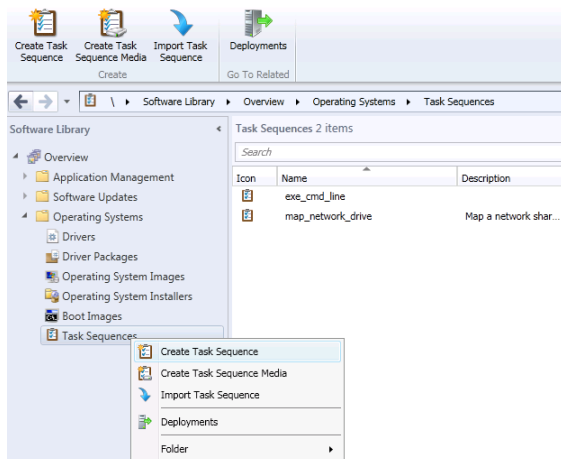 Create Task Sequence
Create Task Sequence Media
Import Task Sequence
Deployments
Create
Go To Related
\ Software Library Overview Operating Systems Task Sequences
Software Library
Task Sequences 2 items
Search
Icon Name Description
exe_cmd_line
map_network_drive Map a network shar...
Overview
Application Management
Software Updates
Operating Systems
Drivers
Driver Packages
Operating System Images
Operating System Installers
Boot Images
Task Sequences
Create Task Sequence
Create Task Sequence Media
Import Task Sequence
Deployments
Folder